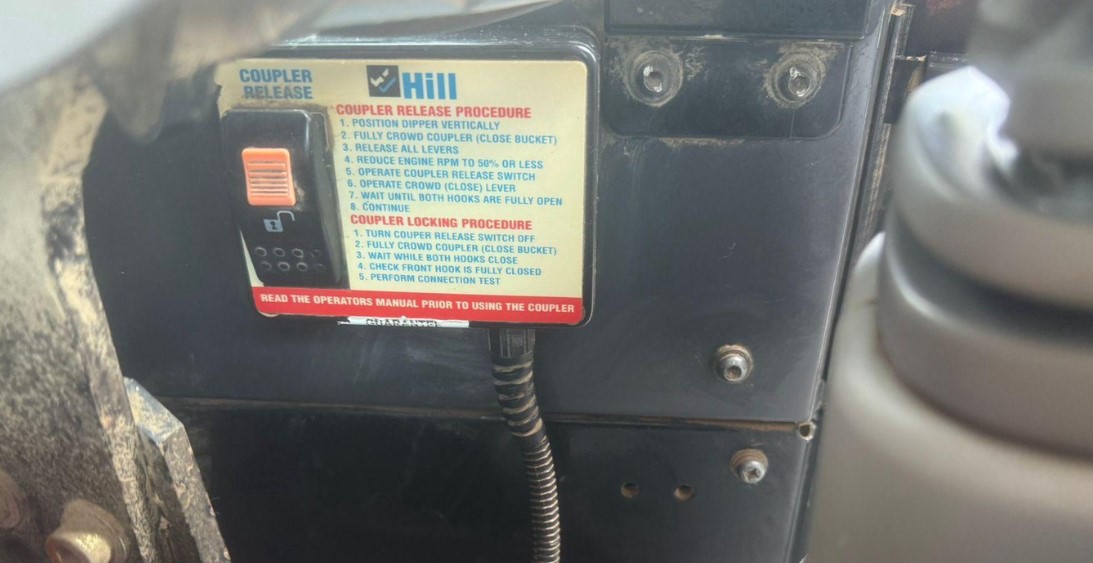 COUPLER
RELEASE
Hill
COUPLER RELEASE PROCEDURE
1. POSITION DIPPER VERTICALLY
2. FULLY CROWD COUPLER (CLOSE BUCKET)
3. RELEASE ALL LEVERS
4. REDUCE ENGINE RPM TO 50% OR LESS
5. OPERATE COUPLER RELEASE SWITCH
6. OPERATE CROWD (CLOSE) LEVER
7. WAIT UNTIL BOTH HOOKS ARE FULLY OPEN
8. CONTINUE
COUPLER LOCKING PROCEDURE
1. TURN COUPER RELEASE SWITCH OFF
2. FULLY CROWD COUPLER (CLOSE BUCKET)
3. WAIT WHILE BOTH HOOKS CLOSE
4. CHECK FRONT HOOK IS FULLY CLOSED
5. PERFORM CONNECTION TEST
READ THE OPERATORS MANUAL PRIOR TO USING THE COUPLER